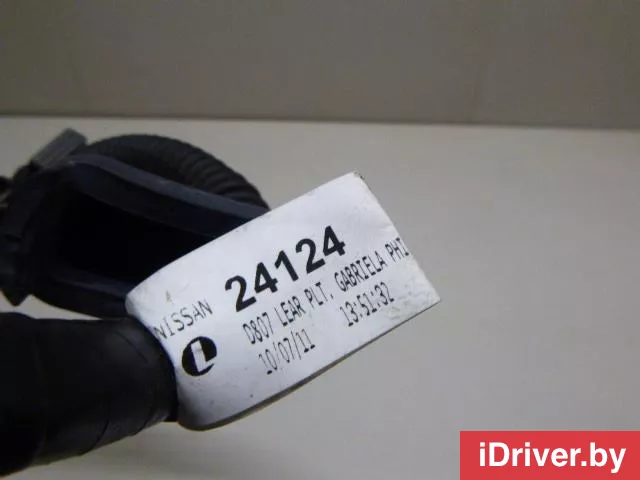 NISSAN 24124
D807 LEAR PLT, GABRIELA PHI
10/07/11 13:51:32
iDriver.by